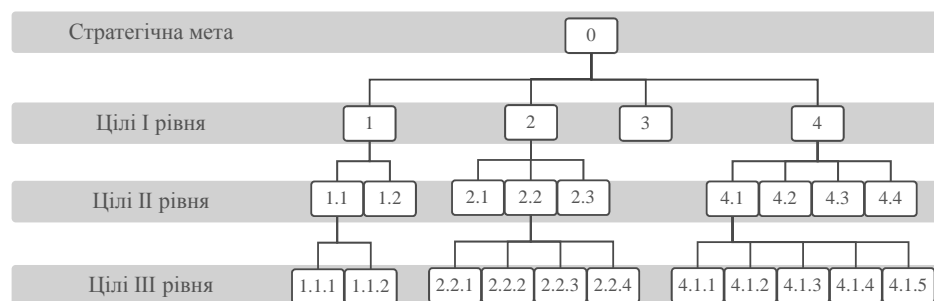 Стратегічна мета 0
Цілі I рівня 1 2 3 4
Цілі II рівня 1.1 1.2 2.1 2.2 2.3 4.1 4.2 4.3 4.4
Цілі III рівня 1.1.1 1.1.2 2.2.1 2.2.2 2.2.3 2.2.4 4.1.1 4.1.2 4.1.3 4.1.4 4.1.5